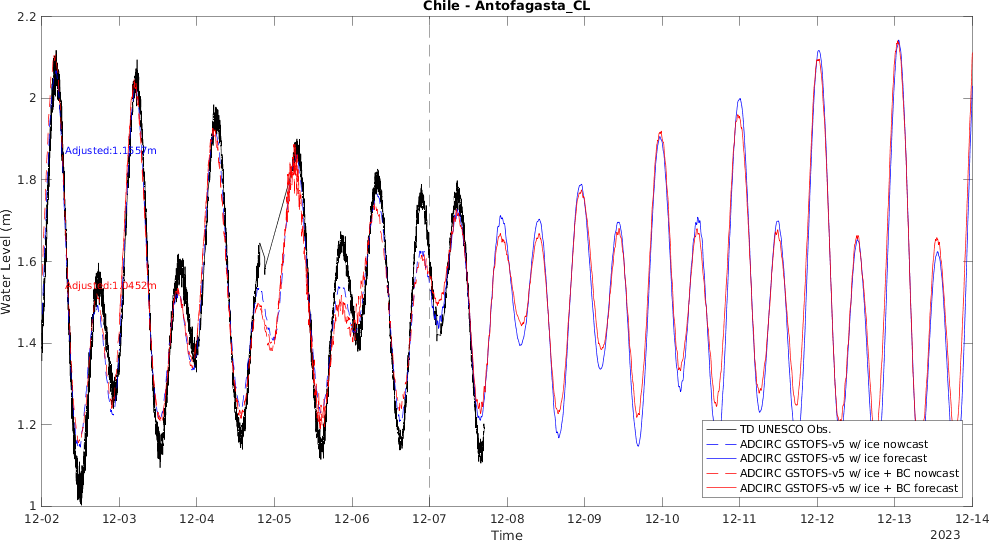 Chile - Antofagasta_CL
2.2
2
1.8
1.6
1.4
1.2
1
Water Level (m)
Adjusted:1.1557m
Adjusted:1.0452m
TD UNESCO Obs.
ADCIRC GSTOFS-v5 w/ ice nowcast
ADCIRC GSTOFS-v5 w/ ice forecast
ADCIRC GSTOFS-v5 w/ ice + BC nowcast
ADCIRC GSTOFS-v5 w/ ice + BC forecast
12-02 12-03 12-04 12-05 12-06 12-07 12-08 12-09 12-10 12-11 12-12 12-13 12-14
Time
2023